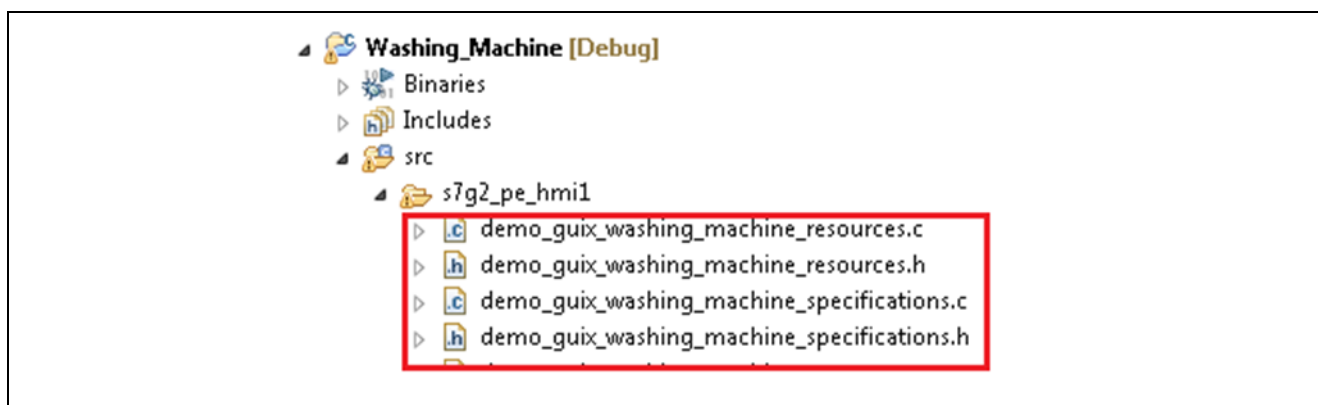 Washing_Machine [Debug]
Binaries
Includes
src
s7g2_pe_hmi1
demo_guix_washing_machine_resources.c
demo_guix_washing_machine_resources.h
demo_guix_washing_machine_specifications.c
demo_guix_washing_machine_specifications.h